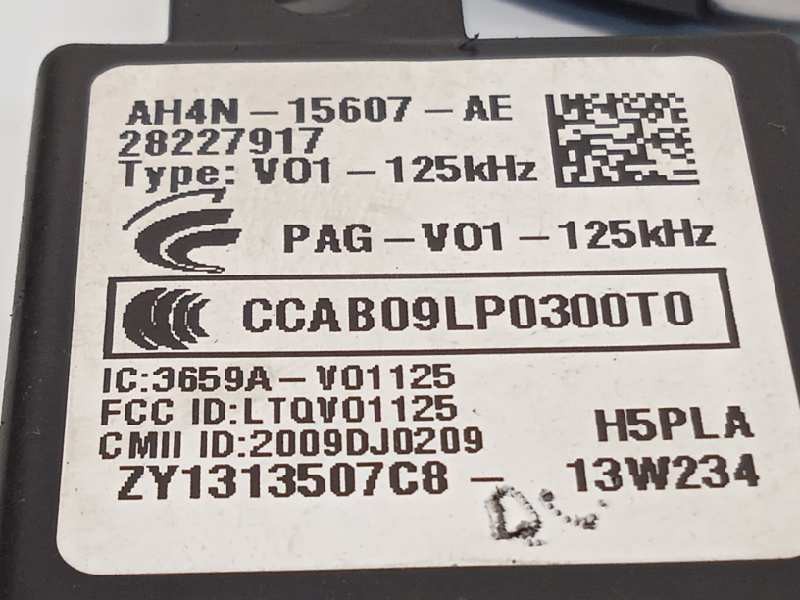 AH4N-15607-AE
28227917
Type: V01-125kHz
PAG-V01-125kHz
CCAB09LP0300T0
IC:3659A-V01125
FCC ID:LTQV01125
CMII ID:2009DJ0209
H5PLA
ZY1313507C8-13W234